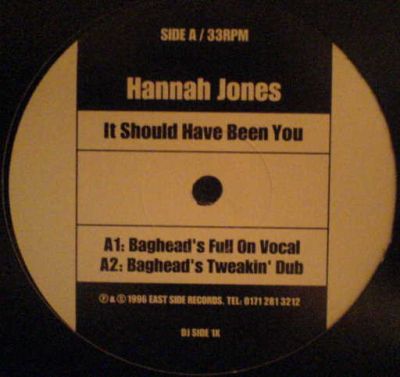 SIDE A / 33RPM
Hannah Jones
It Should Have Been You
A1: Baghead's Full On Vocal
A2: Baghead's Tweakin' Dub
℗ & © 1996 EAST SIDE RECORDS. TEL: 0171 281 3212
DJ SIDE 1X